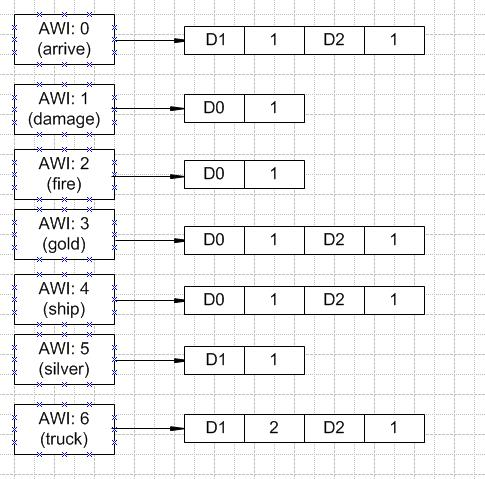 AWI: 0
(arrive)
D1 1 D2 1
AWI: 1
(damage)
D0 1
AWI: 2
(fire)
D0 1
AWI: 3
(gold)
D0 1 D2 1
AWI: 4
(ship)
D0 1 D2 1
AWI: 5
(silver)
D1 1
AWI: 6
(truck)
D1 2 D2 1